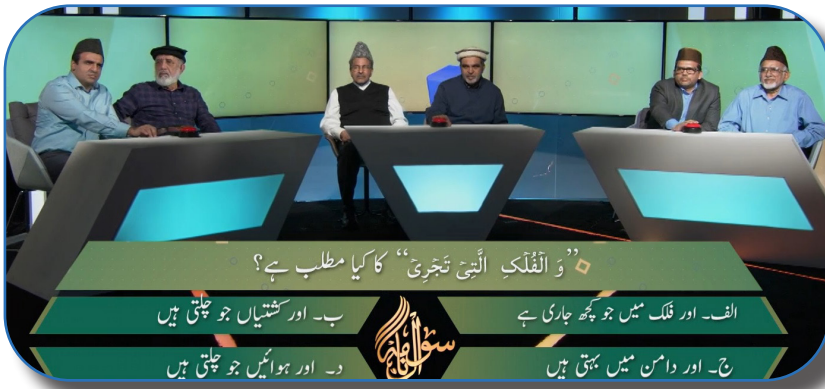 ”وَ الۡفُلۡکِ الَّتِیۡ تَجۡرِیۡ“ کا کیا مطلب ہے؟
الف۔ اور فلک میں جو کچھ جاری ہے
ب۔ اور کشتیاں جو چلتی ہیں
ج۔ اور دامن میں بہتی ہیں
د۔ اور ہوائیں جو چلتی ہیں